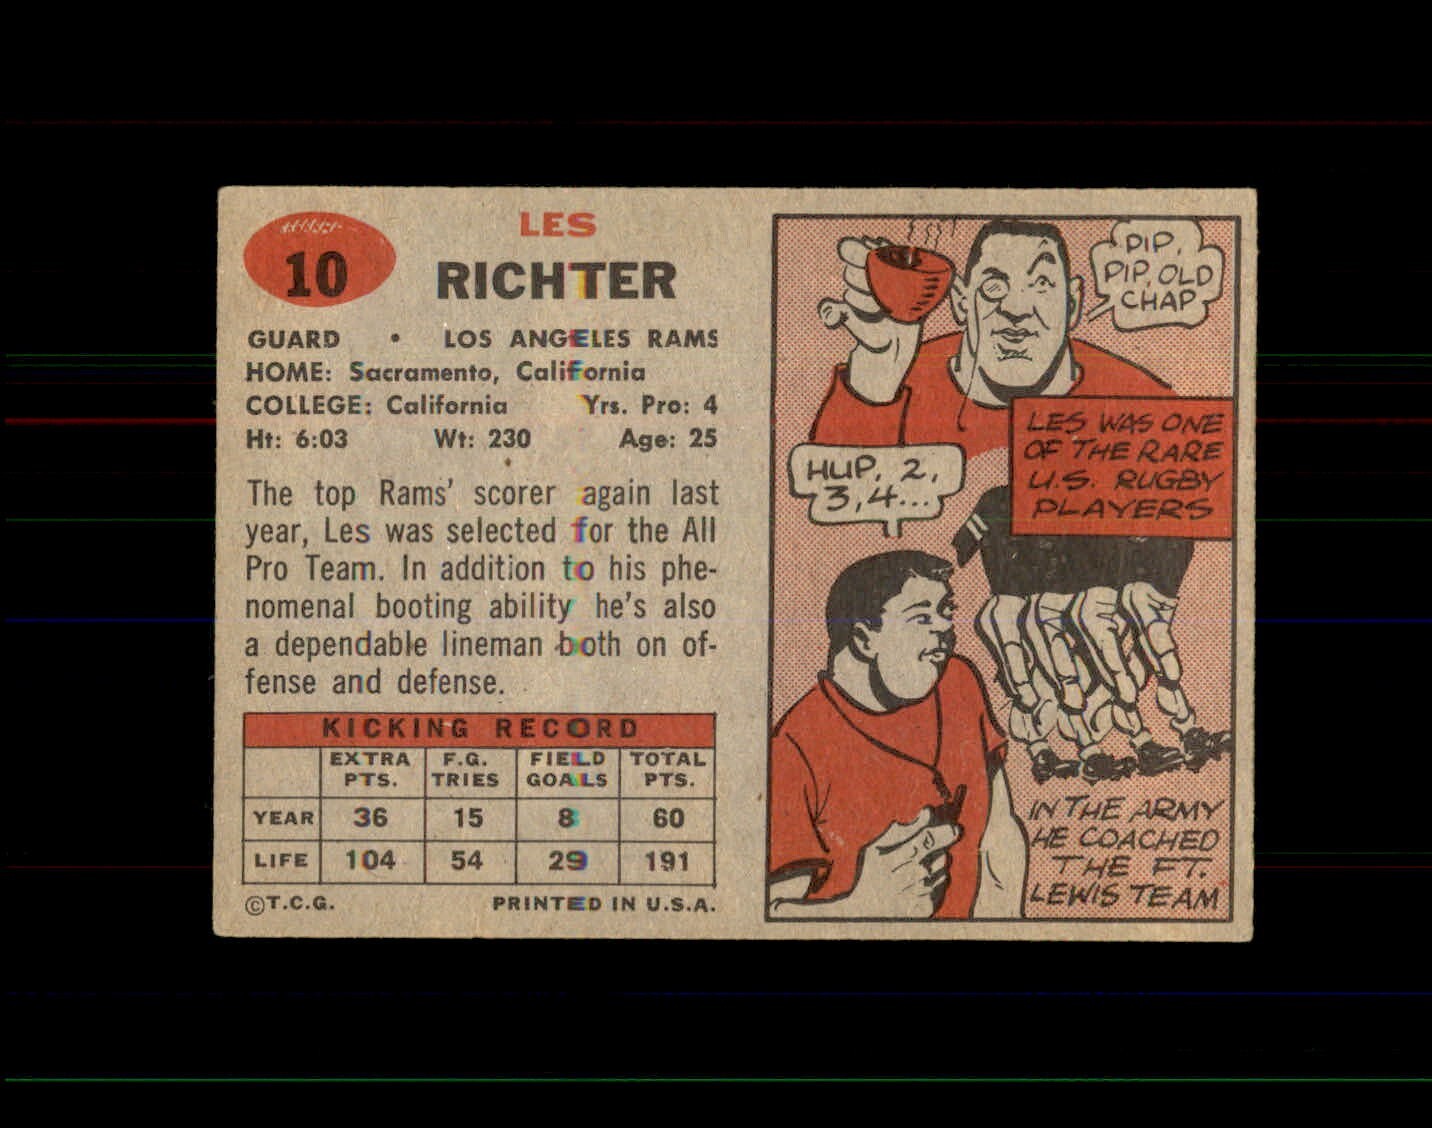 10
LES
RICHTER
GUARD • LOS ANGELES RAMS
HOME: Sacramento, California
COLLEGE: California Yrs. Pro: 4
Ht: 6:03 Wt: 230 Age: 25
The top Rams' scorer again last
year, Les was selected for the All
Pro Team. In addition to his phe-
nomenal booting ability he's also
a dependable lineman both on of-
fense and defense.
KICKING RECORD
EXTRA PTS. F.G. TRIES FIELD GOALS TOTAL PTS.
YEAR 36 15 8 60
LIFE 104 54 29 191
©T.C.G. PRINTED IN U.S.A.
PIP,
PIP, OLD
CHAP
LES WAS ONE
OF THE RARE
U.S. RUGBY
PLAYERS
HUP, 2,
3, 4...
IN THE ARMY
HE COACHED
THE FT.
LEWIS TEAM